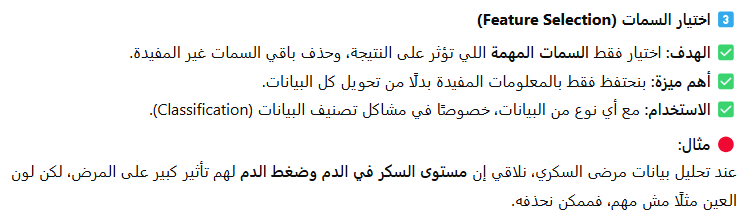 3 اختيار السمات (Feature Selection)
✅ الهدف: اختيار فقط السمات المهمة اللي تؤثر على النتيجة، وحذف باقي السمات غير المفيدة.
✅ أهم ميزة: بنحتفظ فقط بالمعلومات المفيدة بدلًا من تحويل كل البيانات.
✅ الاستخدام: مع أي نوع من البيانات، خصوصًا في مشاكل تصنيف البيانات (Classification).
🔴 مثال:
عند تحليل بيانات مرضى السكري، نلاقي إن مستوى السكر في الدم وضغط الدم لهم تأثير كبير على المرض، لكن لون
العين مثلًا مش مهم، فممكن نحذفه.